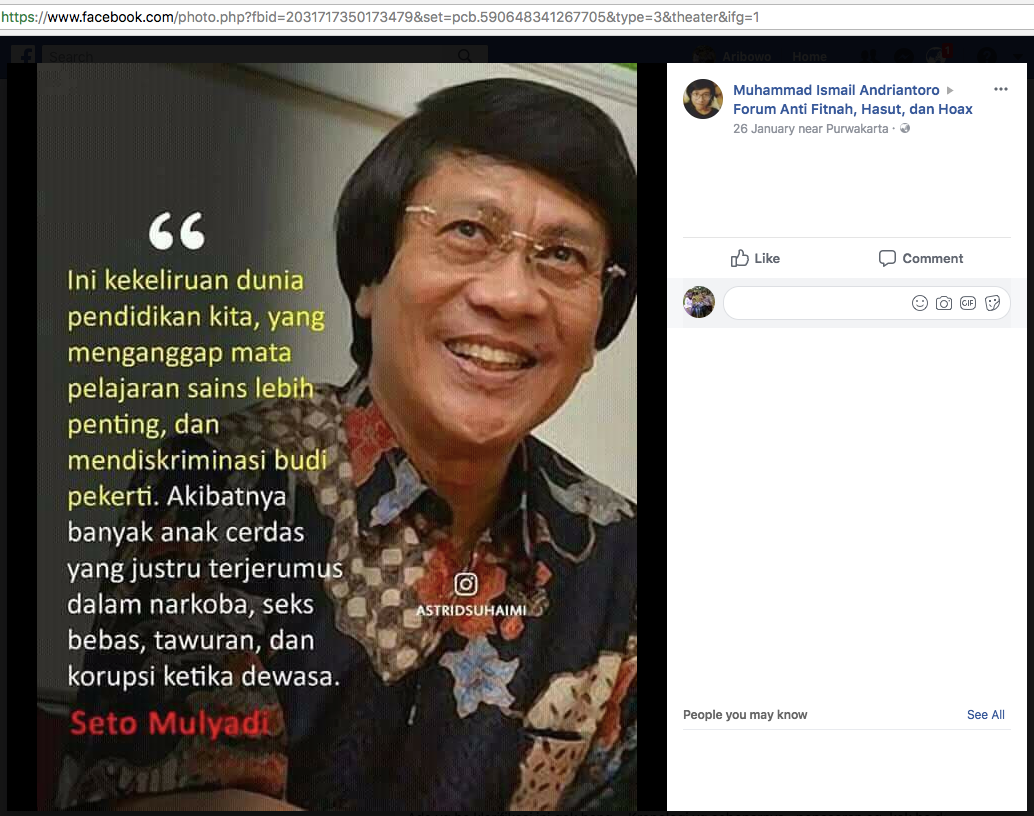 https://www.facebook.com/photo.php?fbid=2031717350173479&set=pcb.590648341267705&type=3&theater&ifg=1
Search
Aribowo Home
1
Muhammad Ismail Andriantoro
Forum Anti Fitnah, Hasut, dan Hoax
26 January near Purwakarta ·
Like Comment
GIF
“
Ini kekeliruan dunia
pendidikan kita, yang
menganggap mata
pelajaran sains lebih
penting, dan
mendiskriminasi budi
pekerti. Akibatnya
banyak anak cerdas
yang justru terjerumus
dalam narkoba, seks
bebas, tawuran, dan
korupsi ketika dewasa.
Seto Mulyadi
ASTRIDSUHAIMI
People you may know See All